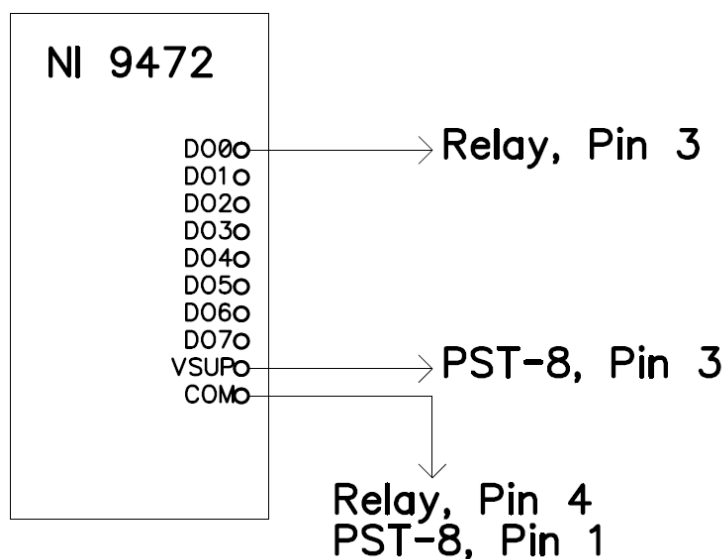 NI 9472
DO0
Relay, Pin 3
DO1
DO2
DO3
DO4
DO5
DO6
DO7
VSUP
PST-8, Pin 3
COM
Relay, Pin 4
PST-8, Pin 1